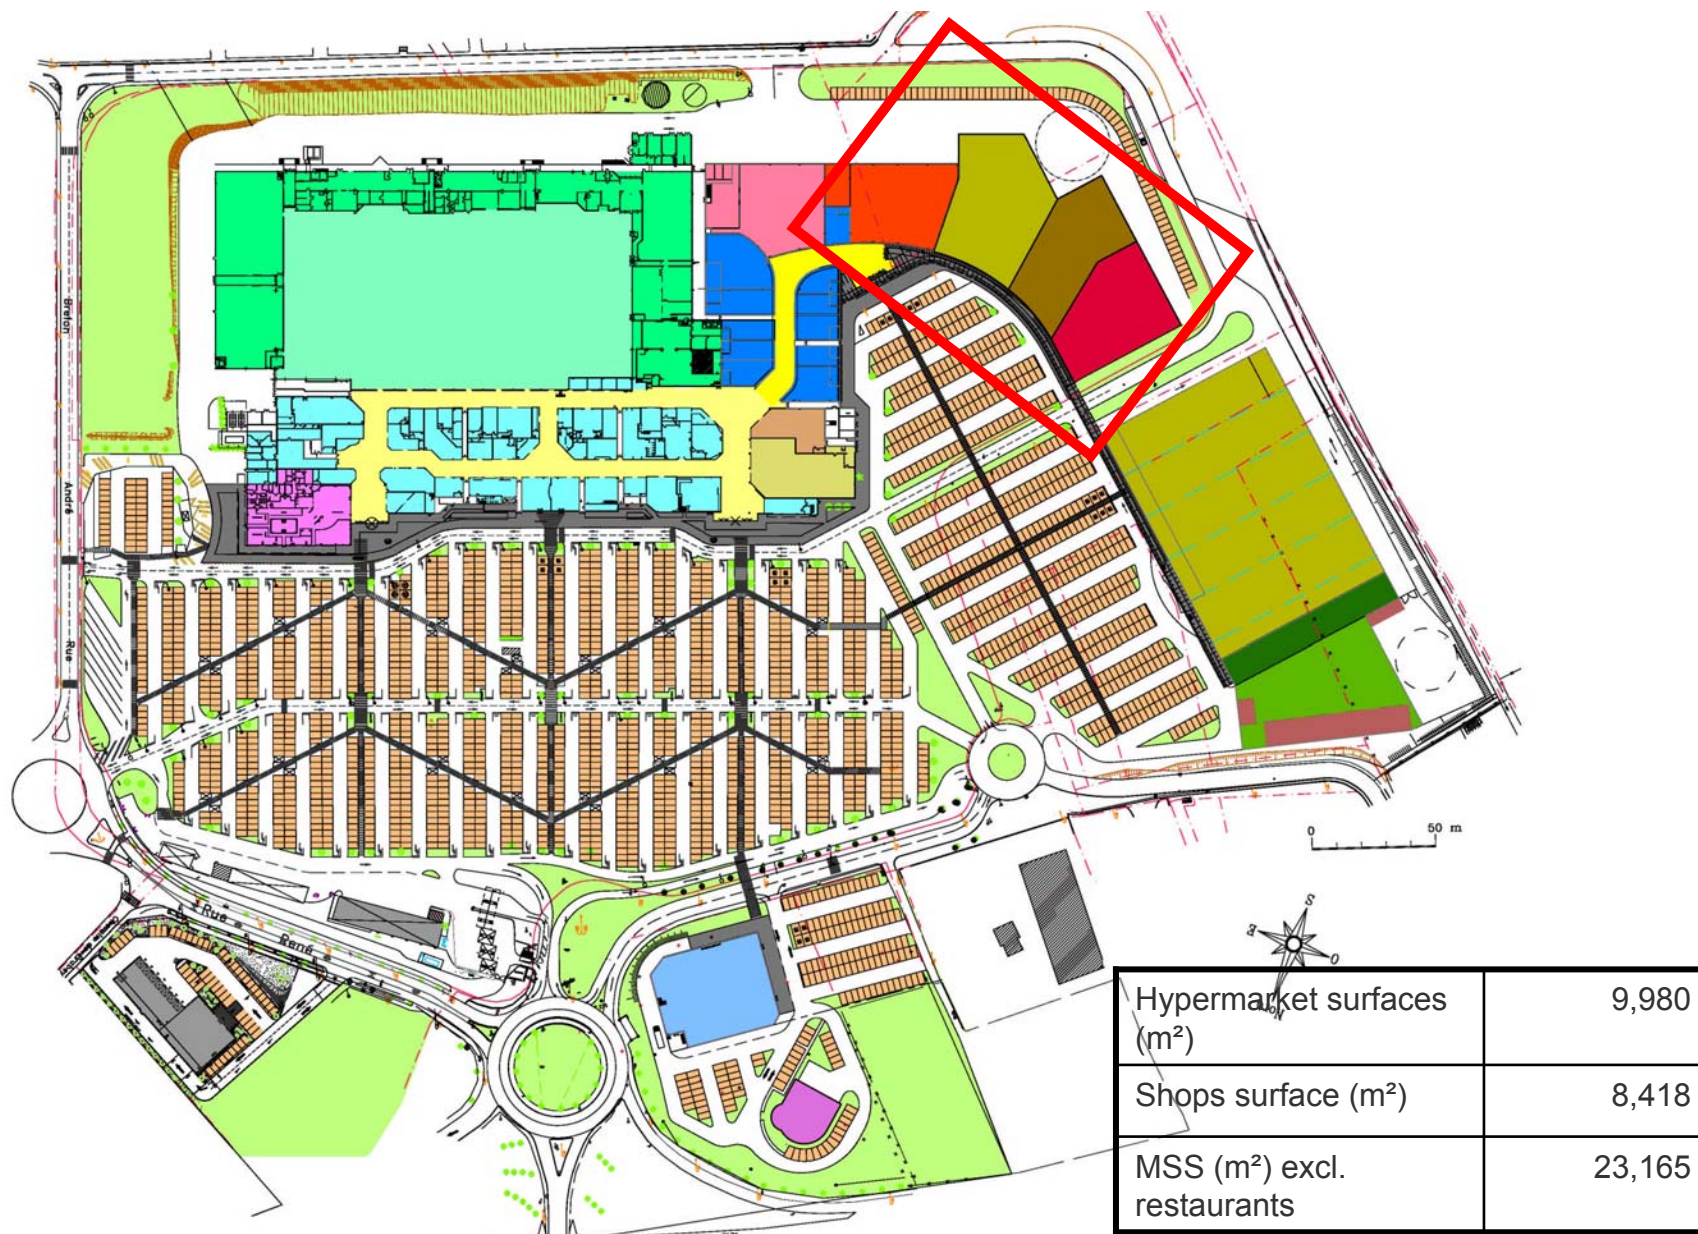 Rue André Breton
Rue René
0 50 m
S
E
O
Nord
Hypermarket surfaces
(m²)
9,980
Shops surface (m²)
8,418
MSS (m²) excl.
restaurants
23,165